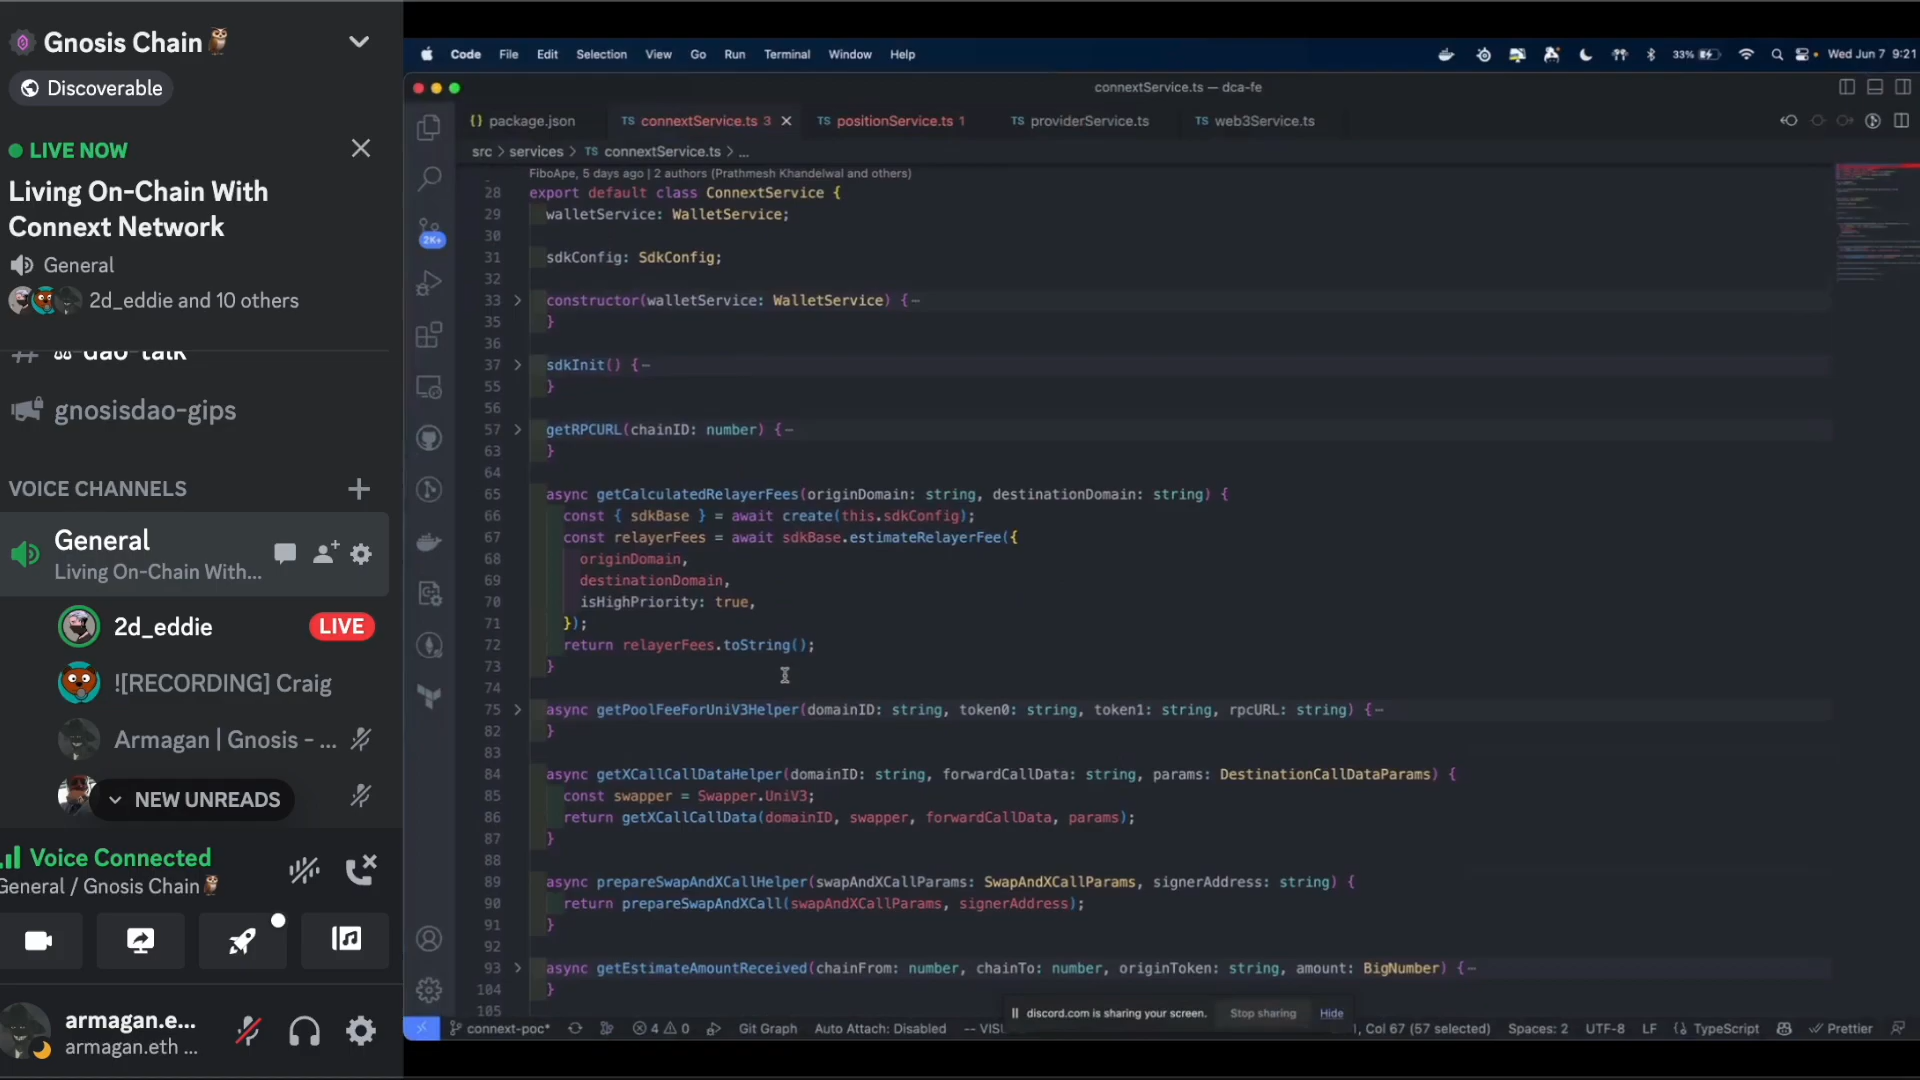 Gnosis Chain🦉
Discoverable
LIVE NOW
Living On-Chain With
Connext Network
General
2d_eddie and 10 others
dao-talk
gnosisdao-gips
VOICE CHANNELS
General
Living On-Chain With...
2d_eddie
LIVE
![RECORDING] Craig
Armagan | Gnosis - ...
NEW UNREADS
Voice Connected
General / Gnosis Chain🦉
armagan.e...
armagan.eth ...
Code File Edit Selection View Go Run Terminal Window Help
33%
Wed Jun 7 9:21
connextService.ts — dca-fe
{} package.json
TS connextService.ts 3
TS positionService.ts 1
TS providerService.ts
TS web3Service.ts
src > services > TS connextService.ts > ...
2K+
FiboApe, 5 days ago | 2 authors (Prathmesh Khandelwal and others)
28 export default class ConnextService {
29 walletService: WalletService;
30
31 sdkConfig: SdkConfig;
32
33 constructor(walletService: WalletService) {
35 }
36
37 sdkInit() {
55 }
56
57 getRPCURL(chainID: number) {
63 }
64
65 async getCalculatedRelayerFees(originDomain: string, destinationDomain: string) {
66 const { sdkBase } = await create(this.sdkConfig);
67 const relayerFees = await sdkBase.estimateRelayerFee({
68 originDomain,
69 destinationDomain,
70 isHighPriority: true,
71 });
72 return relayerFees.toString();
73 }
74
75 async getPoolFeeForUniV3Helper(domainID: string, token0: string, token1: string, rpcURL: string) {
82 }
83
84 async getXCallCallDataHelper(domainID: string, forwardCallData: string, params: DestinationCallDataParams) {
85 const swapper = Swapper.UniV3;
86 return getXCallCallData(domainID, swapper, forwardCallData, params);
87 }
88
89 async prepareSwapAndXCallHelper(swapAndXCallParams: SwapAndXCallParams, signerAddress: string) {
90 return prepareSwapAndXCall(swapAndXCallParams, signerAddress);
91 }
92
93 async getEstimateAmountReceived(chainFrom: number, chainTo: number, originToken: string, amount: BigNumber) {
104 }
105
discord.com is sharing your screen.
Stop sharing
Hide
connext-poc*
4 0
Git Graph
Auto Attach: Disabled
-- VISU
Col 67 (57 selected)
Spaces: 2
UTF-8
LF
{} TypeScript
Prettier